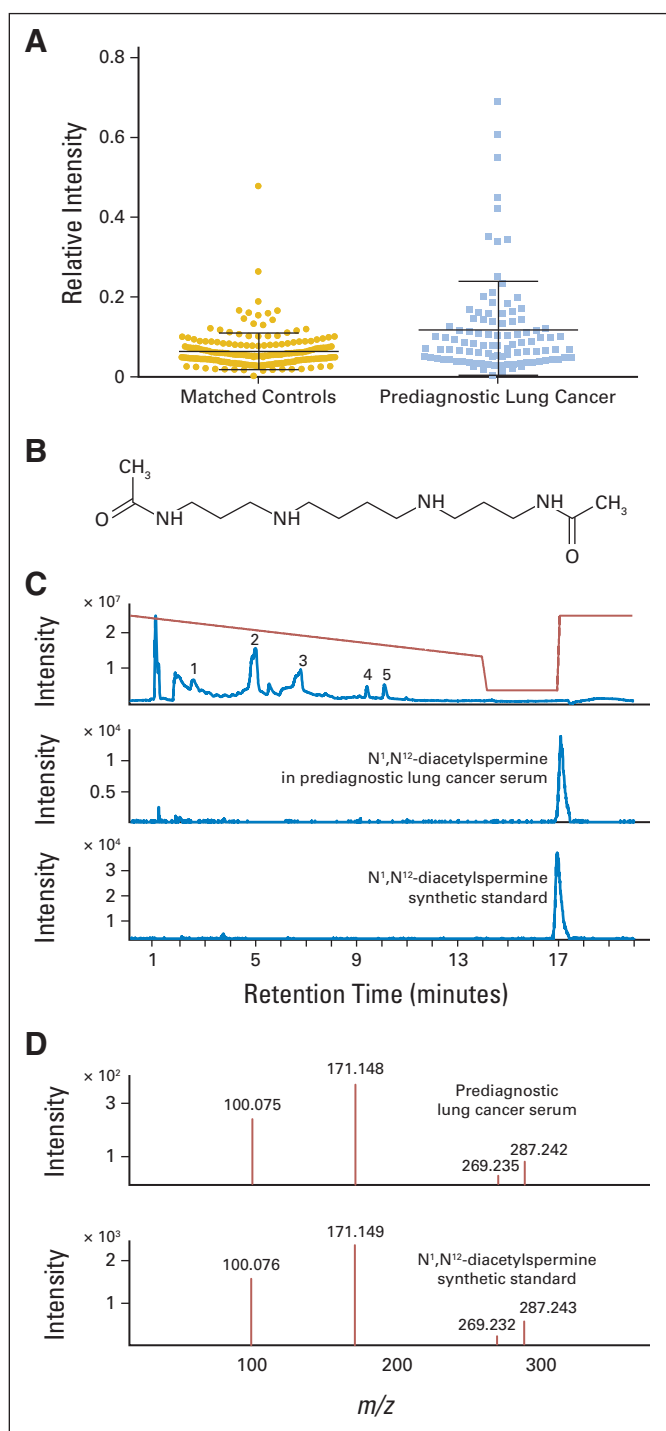 A
0.8
0.6
0.4
0.2
0
Relative Intensity
Matched Controls
Prediagnostic Lung Cancer
B
CH₃
O
NH
NH
NH
NH
CH₃
O
C
× 10⁷
2
1
Intensity
1
2
3
4
5
× 10⁴
1
0.5
Intensity
N¹,N¹²-diacetylspermine
in prediagnostic lung cancer serum
× 10⁴
3
2
1
Intensity
N¹,N¹²-diacetylspermine
synthetic standard
1 5 9 13 17
Retention Time (minutes)
D
× 10²
3
1
Intensity
100.075
171.148
269.235
287.242
Prediagnostic
lung cancer serum
× 10³
2
1
Intensity
100.076
171.149
269.232
287.243
N¹,N¹²-diacetylspermine
synthetic standard
100 200 300
m/z